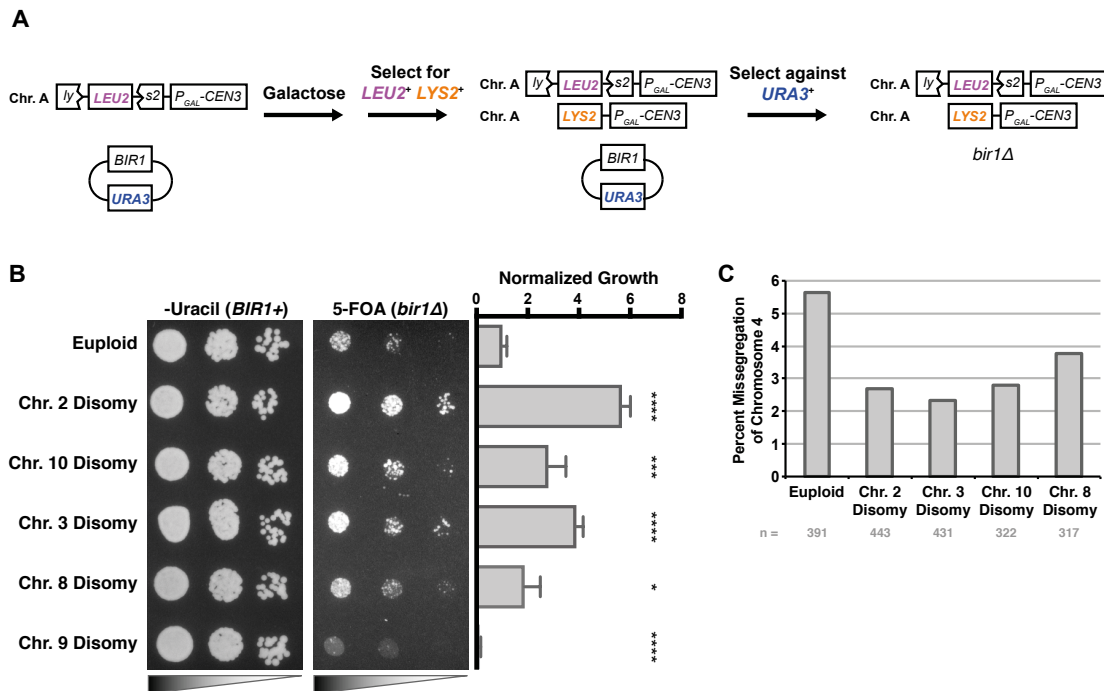 A
Chr. A
ly
LEU2
s2
PGAL-CEN3
BIR1
URA3
Galactose
Select for
LEU2+ LYS2+
Chr. A
ly
LEU2
s2
PGAL-CEN3
Chr. A
LYS2
PGAL-CEN3
BIR1
URA3
Select against
URA3+
Chr. A
ly
LEU2
s2
PGAL-CEN3
Chr. A
LYS2
PGAL-CEN3
bir1Δ
B
-Uracil (BIR1+)
5-FOA (bir1Δ)
Normalized Growth
0 2 4 6 8
Euploid
Chr. 2 Disomy
****
Chr. 10 Disomy
***
Chr. 3 Disomy
****
Chr. 8 Disomy
*
Chr. 9 Disomy
****
C
Percent Missegregation
of Chromosome 4
6
5
4
3
2
1
0
Euploid
Chr. 2
Disomy
Chr. 3
Disomy
Chr. 10
Disomy
Chr. 8
Disomy
n = 391 443 431 322 317